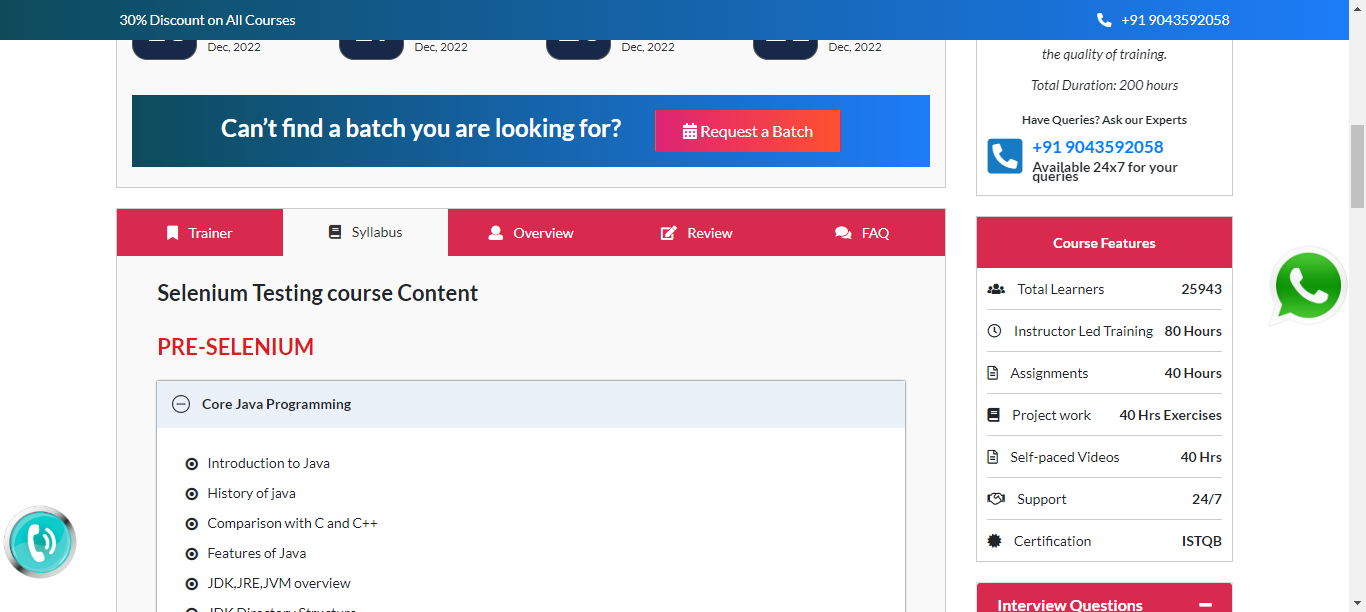 30% Discount on All Courses
+91 9043592058
Dec, 2022
Dec, 2022
Dec, 2022
Dec, 2022
Can't find a batch you are looking for?
Request a Batch
Trainer
Syllabus
Overview
Review
FAQ
Selenium Testing course Content
PRE-SELENIUM
Core Java Programming
Introduction to Java
History of java
Comparison with C and C++
Features of Java
JDK,JRE,JVM overview
JDK Directory Structure
the quality of training.
Total Duration: 200 hours
Have Queries? Ask our Experts
+91 9043592058
Available 24x7 for your
queries
Course Features
Total Learners 25943
Instructor Led Training 80 Hours
Assignments 40 Hours
Project work 40 Hrs Exercises
Self-paced Videos 40 Hrs
Support 24/7
Certification ISTQB
Interview Questions